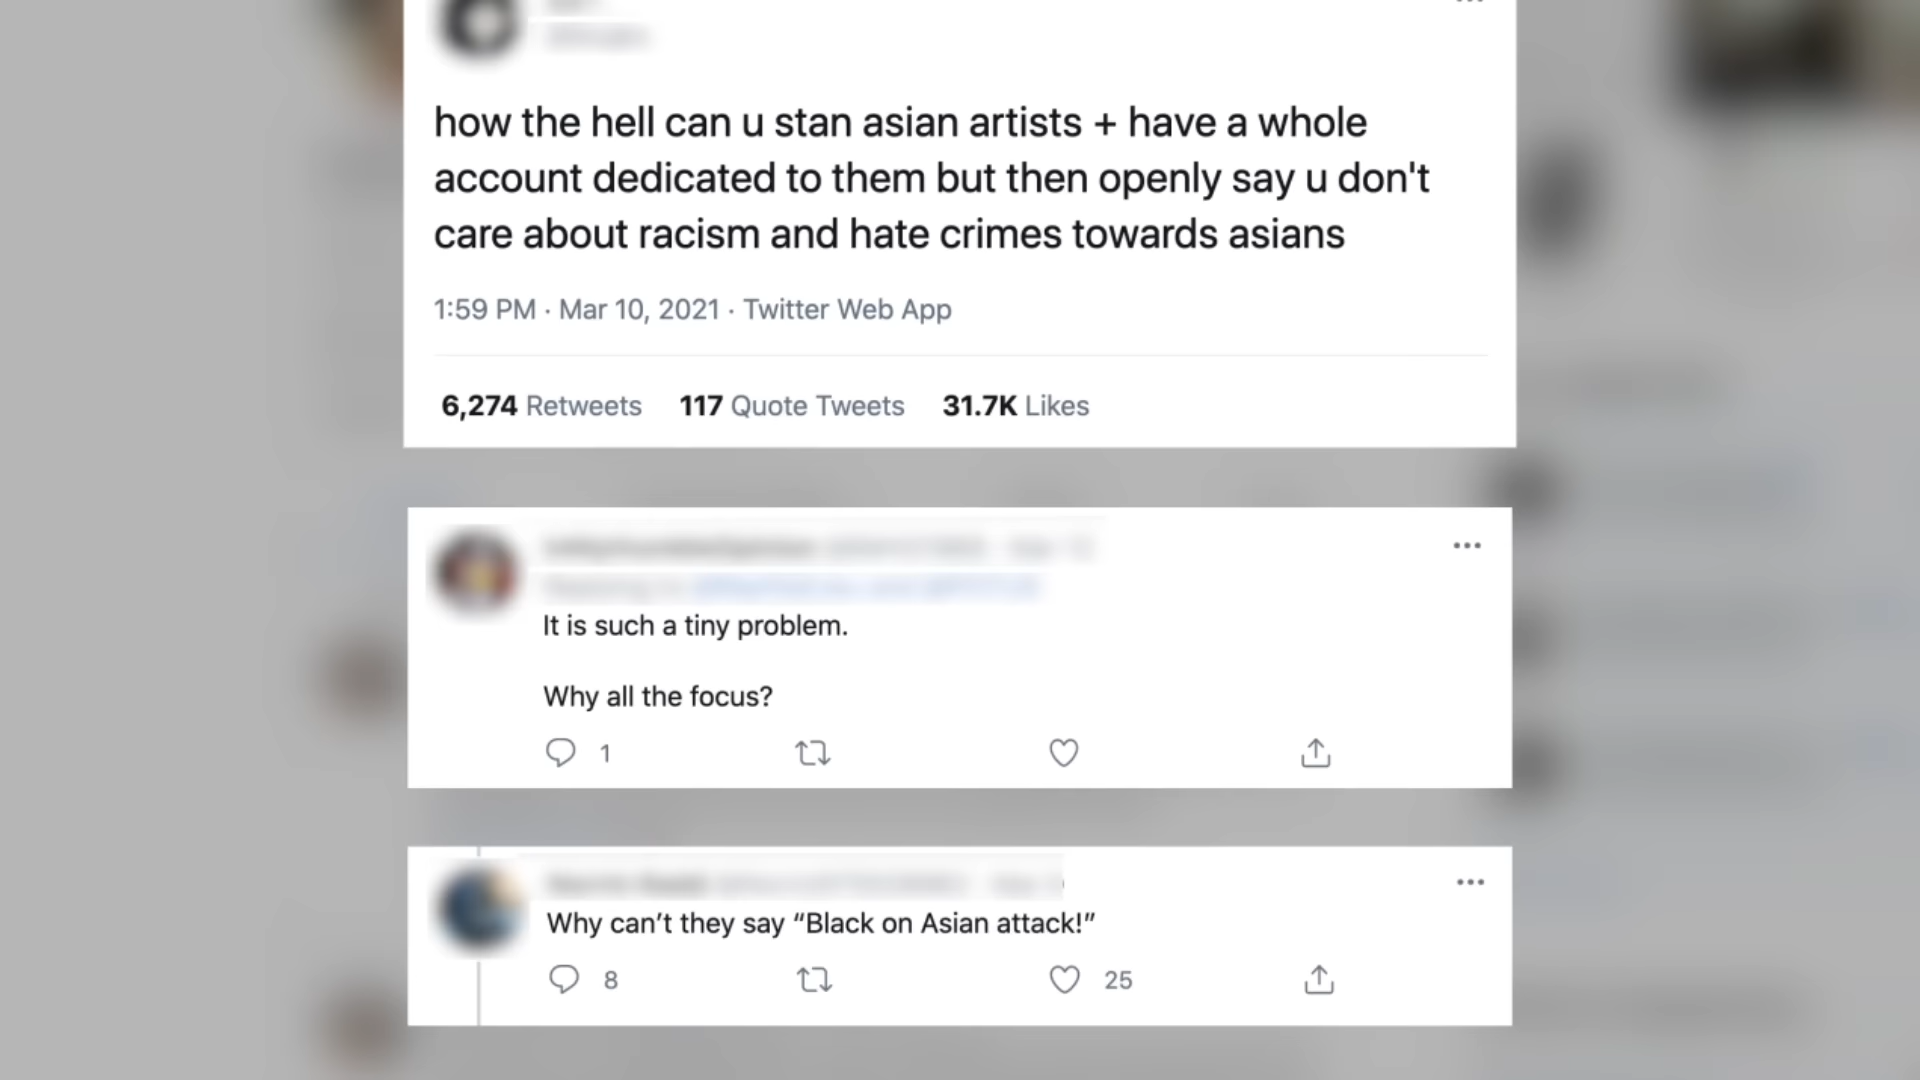 how the hell can u stan asian artists + have a whole
account dedicated to them but then openly say u don't
care about racism and hate crimes towards asians
1:59 PM · Mar 10, 2021 · Twitter Web App
6,274 Retweets 117 Quote Tweets 31.7K Likes
It is such a tiny problem.
Why all the focus?
1
Why can’t they say “Black on Asian attack!”
8 25